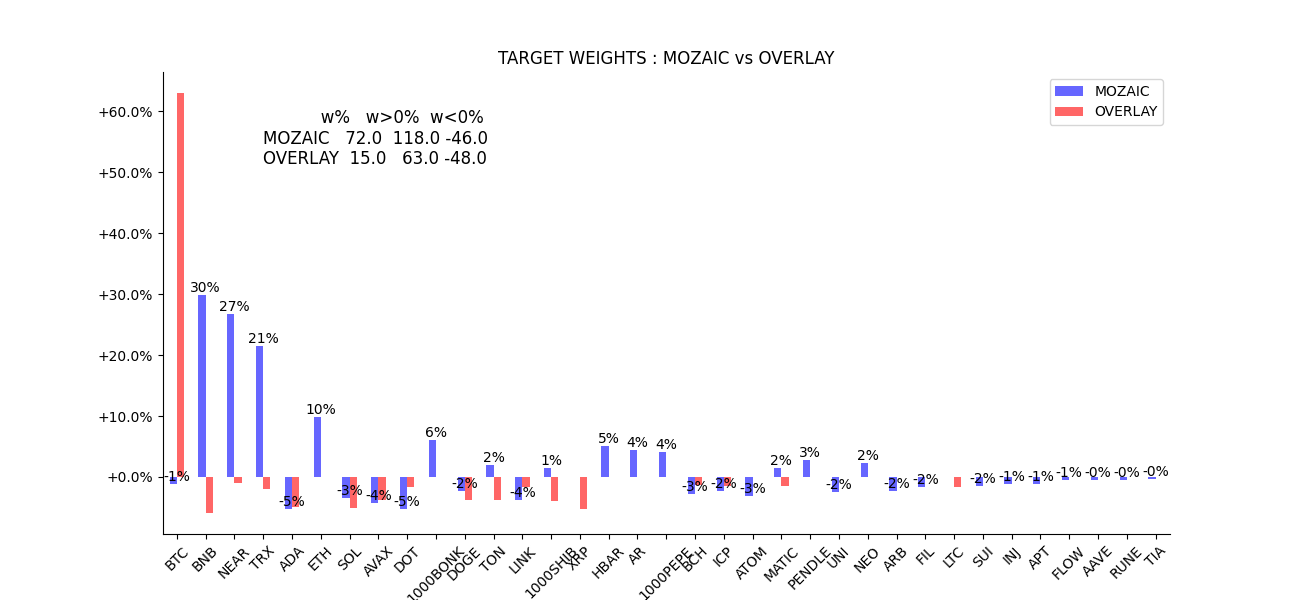 TARGET WEIGHTS : MOZAIC vs OVERLAY
MOZAIC
OVERLAY
w% w>0% w<0%
MOZAIC 72.0 118.0 -46.0
OVERLAY 15.0 63.0 -48.0
+60.0%
+50.0%
+40.0%
+30.0%
+20.0%
+10.0%
+0.0%
-1% 30% 27% 21% -5% 10% -3% -4% -5% 6% -2% 2% -4% 1% 5% 4% 4% -3% -2% -3% 2% 3% -2% 2% -2% -2% -2% -1% -1% -1% -0% -0% -0%
BTC BNB NEAR TRX ADA ETH SOL AVAX DOT 1000BONK DOGE TON LINK 1000SHIB XRP HBAR AR 1000PEPE BCH ICP ATOM MATIC PENDLE UNI NEO ARB FIL LTC SUI INJ APT FLOW AAVE RUNE TIA